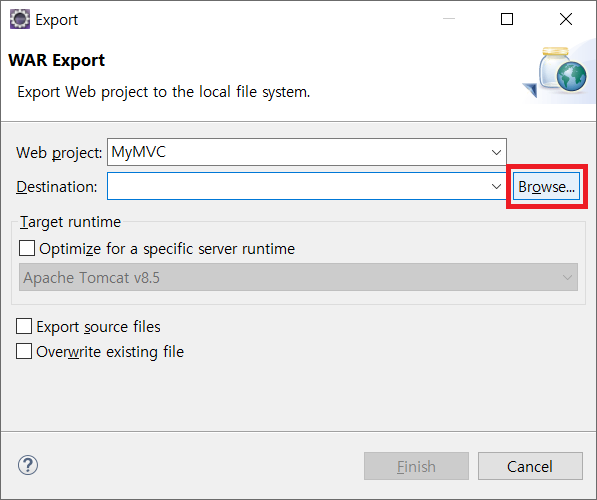 Export
WAR Export
Export Web project to the local file system.
Web project: MyMVC
Destination: Browse...
Target runtime
Optimize for a specific server runtime
Apache Tomcat v8.5
Export source files
Overwrite existing file
? Finish Cancel